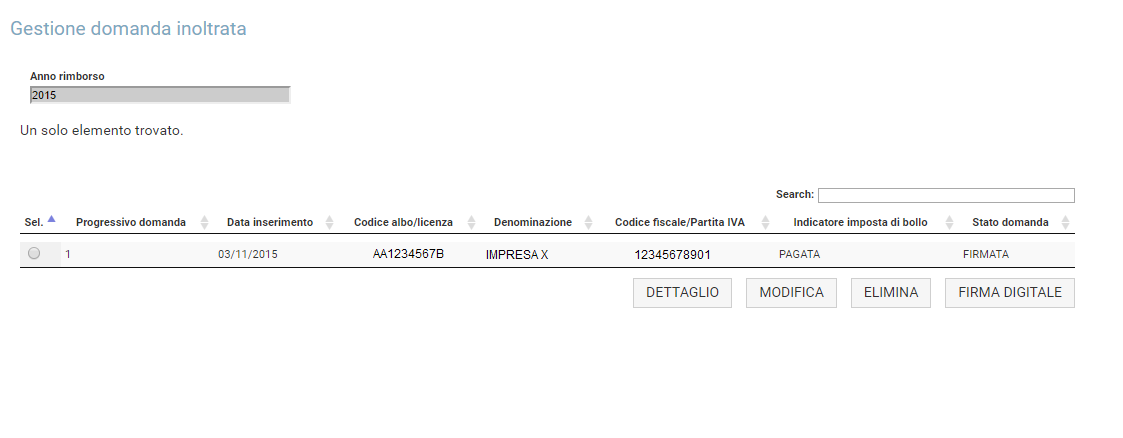 Gestione domanda inoltrata
Anno rimborso
2015
Un solo elemento trovato.
Search:
Sel. Progressivo domanda Data inserimento Codice albo/licenza Denominazione Codice fiscale/Partita IVA Indicatore imposta di bollo Stato domanda
1 03/11/2015 AA1234567B IMPRESA X 12345678901 PAGATA FIRMATA
DETTAGLIO MODIFICA ELIMINA FIRMA DIGITALE